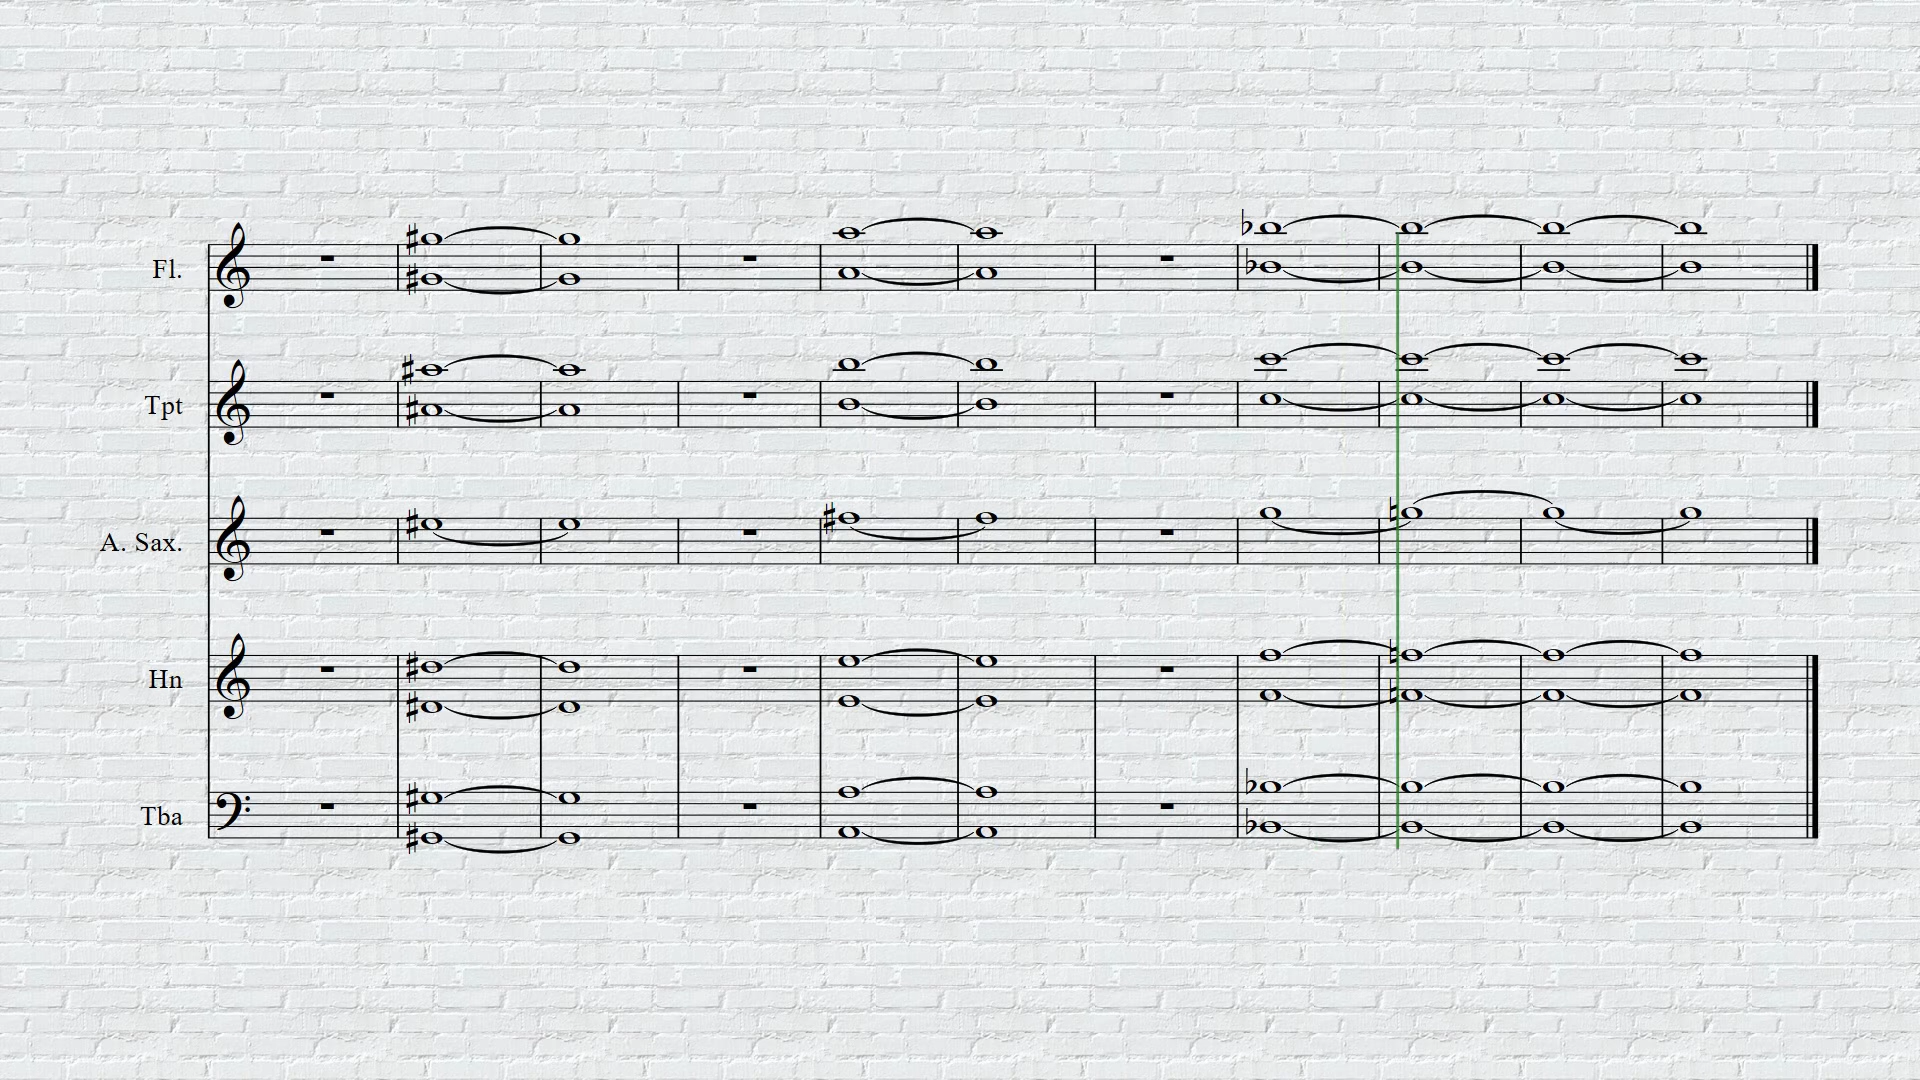 Fl.
Tpt
A. Sax.
Hn
Tba